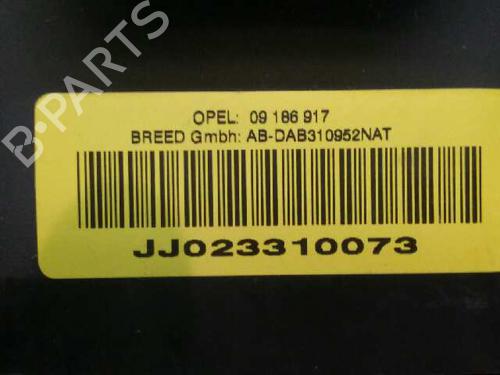 OPEL: 09 186 917
BREED Gmbh: AB-DAB310952NAT
JJ023310073
B-PARTS